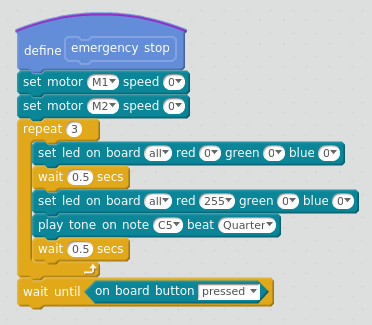 define emergency stop
set motor M1 speed 0
set motor M2 speed 0
repeat 3
set led on board all red 0 green 0 blue 0
wait 0.5 secs
set led on board all red 255 green 0 blue 0
play tone on note C5 beat Quarter
wait 0.5 secs
wait until on board button pressed